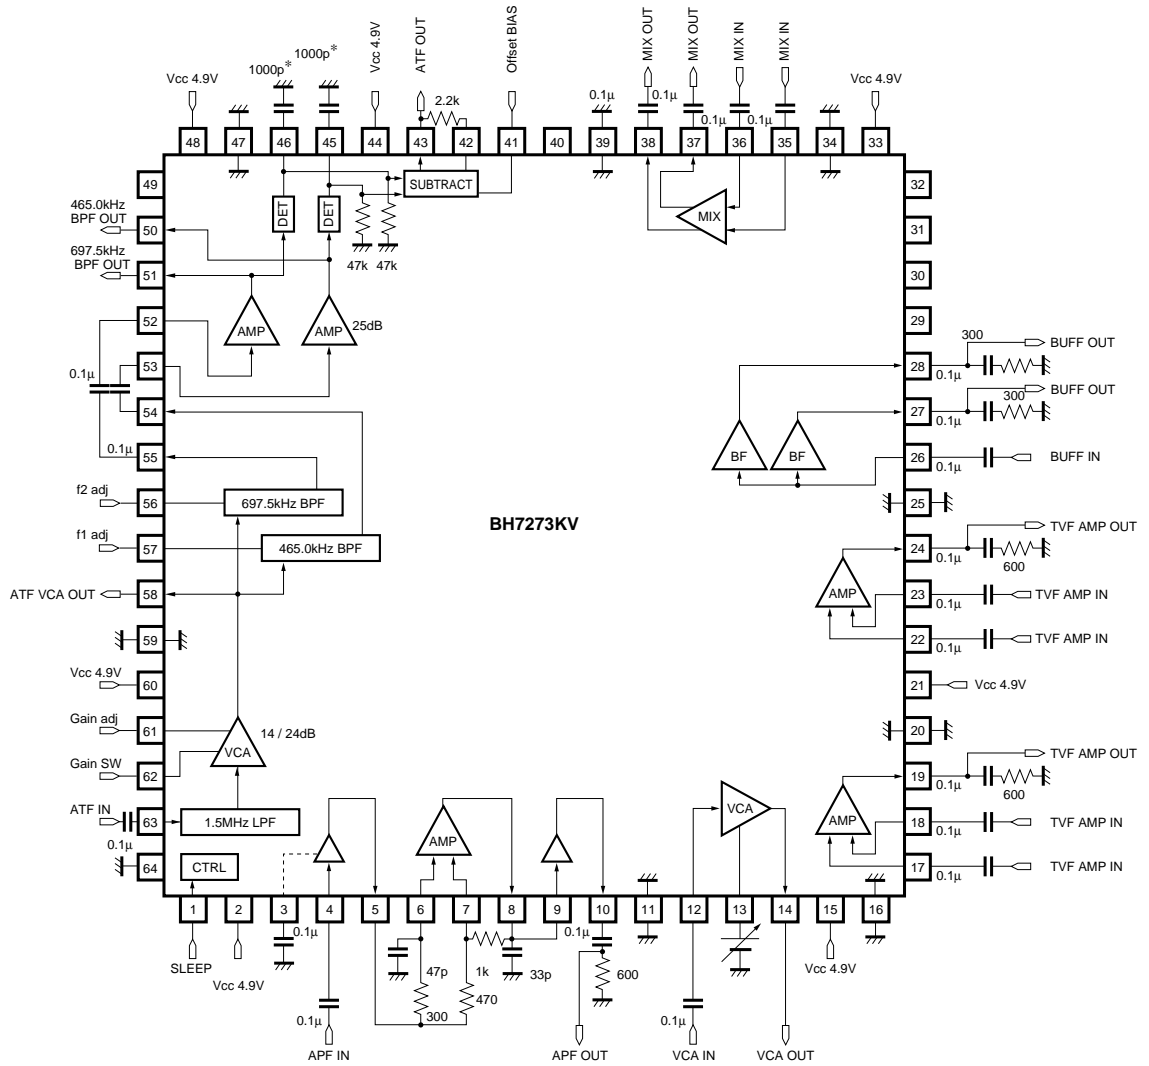 Vcc 4.9V
1000p*
1000p*
Vcc 4.9V
ATF OUT
2.2k
Offset BIAS
0.1μ
MIX OUT
0.1μ
MIX OUT
0.1μ
MIX IN
0.1μ
MIX IN
Vcc 4.9V
48
47
46
45
44
43
42
41
40
39
38
37
36
35
34
33
49
465.0kHz
BPF OUT
50
697.5kHz
BPF OUT
51
52
53
0.1μ
54
0.1μ
55
f2 adj
56
f1 adj
57
ATF VCA OUT
58
59
Vcc 4.9V
60
Gain adj
61
Gain SW
62
ATF IN
0.1μ
63
64
DET
DET
SUBTRACT
47k
47k
MIX
AMP
AMP
25dB
697.5kHz BPF
465.0kHz BPF
BH7273KV
BF
BF
AMP
14 / 24dB
VCA
1.5MHz LPF
CTRL
AMP
VCA
AMP
32
31
30
29
28
0.1μ
300
BUFF OUT
27
0.1μ
300
BUFF OUT
26
0.1μ
BUFF IN
25
24
0.1μ
600
TVF AMP OUT
23
0.1μ
TVF AMP IN
22
0.1μ
TVF AMP IN
21
Vcc 4.9V
20
19
0.1μ
600
TVF AMP OUT
18
0.1μ
TVF AMP IN
17
0.1μ
TVF AMP IN
1
2
3
4
5
6
7
8
9
10
11
12
13
14
15
16
SLEEP
Vcc 4.9V
0.1μ
0.1μ
APF IN
47p
300
1k
470
33p
0.1μ
600
APF OUT
0.1μ
VCA IN
VCA OUT
Vcc 4.9V